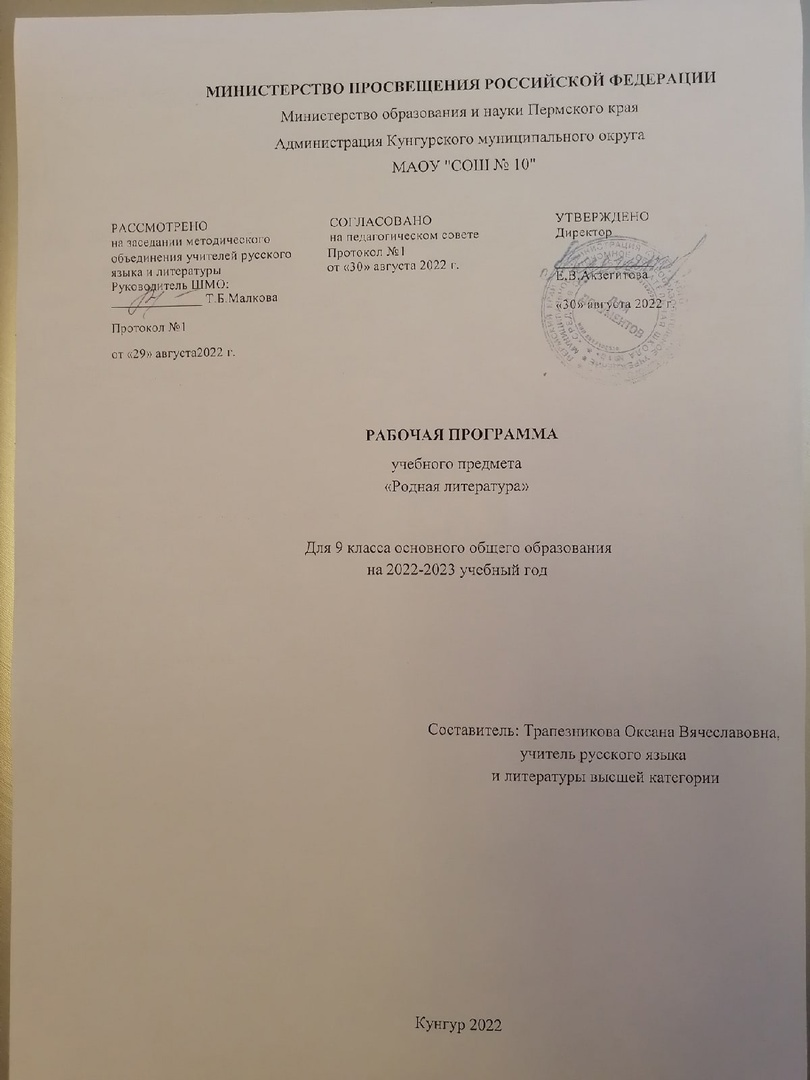 МИНИСТЕРСТВО ПРОСВЕЩЕНИЯ РОССИЙСКОЙ ФЕДЕРАЦИИ
Министерство образования и науки Пермского края
Администрация Кунгурского муниципального округа
МАОУ "СОШ № 10"
РАССМОТРЕНО
на заседании методического
объединения учителей русского
языка и литературы
Руководитель ШМО:
Т.Б.Малкова
Протокол №1
от «29» августа2022 г.
СОГЛАСОВАНО
на педагогическом совете
Протокол №1
от «30» августа 2022 г.
УТВЕРЖДЕНО
Директор
Е.В.Акзегитова
«30» августа 2022 г.
РАБОЧАЯ ПРОГРАММА
учебного предмета
«Родная литература»
Для 9 класса основного общего образования
на 2022-2023 учебный год
Составитель: Трапезникова Оксана Вячеславовна,
учитель русского языка
и литературы высшей категории
Кунгур 2022